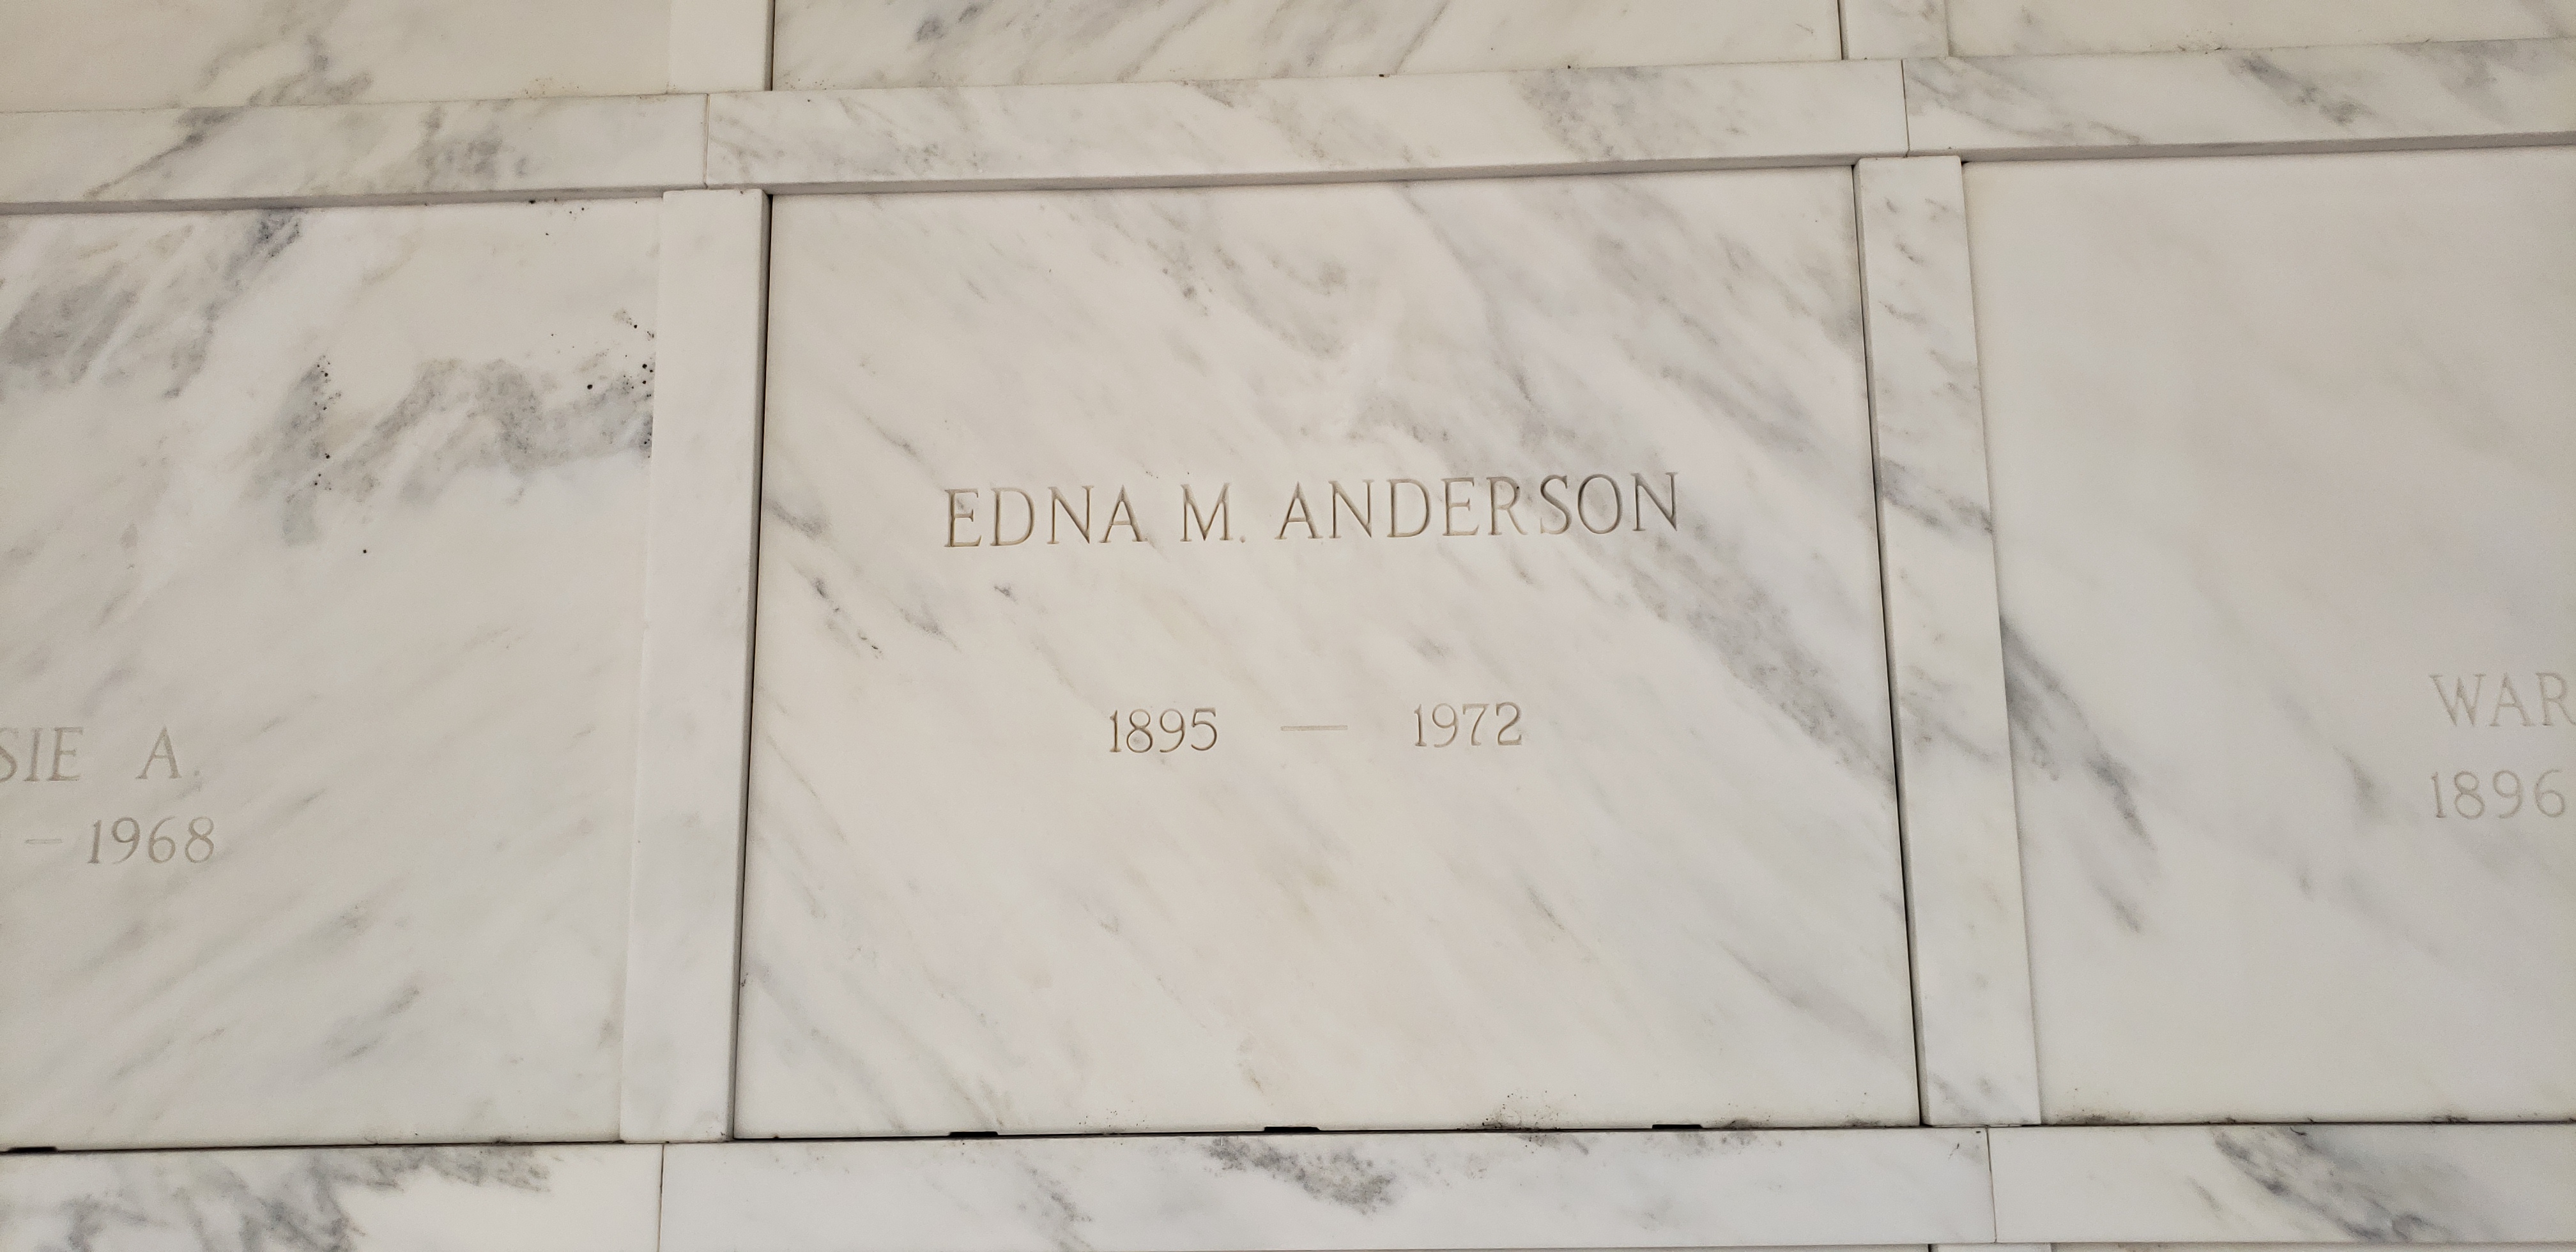 EDNA M. ANDERSON
1895 — 1972
SIE A.
– 1968
WAR
1896